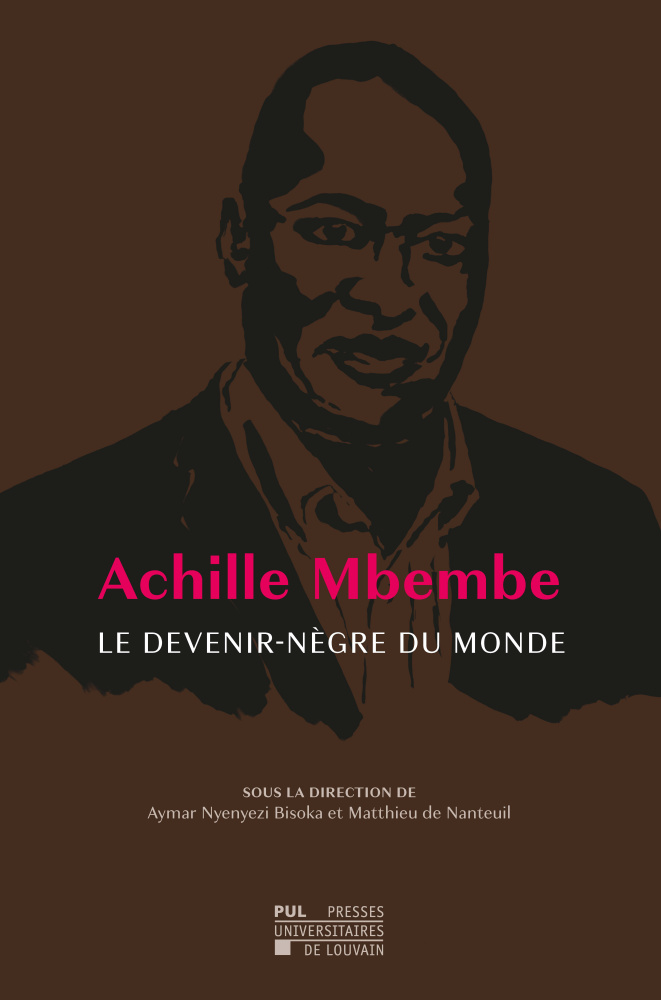 Achille Mbembe
LE DEVENIR-NÈGRE DU MONDE
SOUS LA DIRECTION DE
Aymar Nyenyezi Bisoka et Matthieu de Nanteuil
PUL PRESSES
UNIVERSITAIRES
DE LOUVAIN